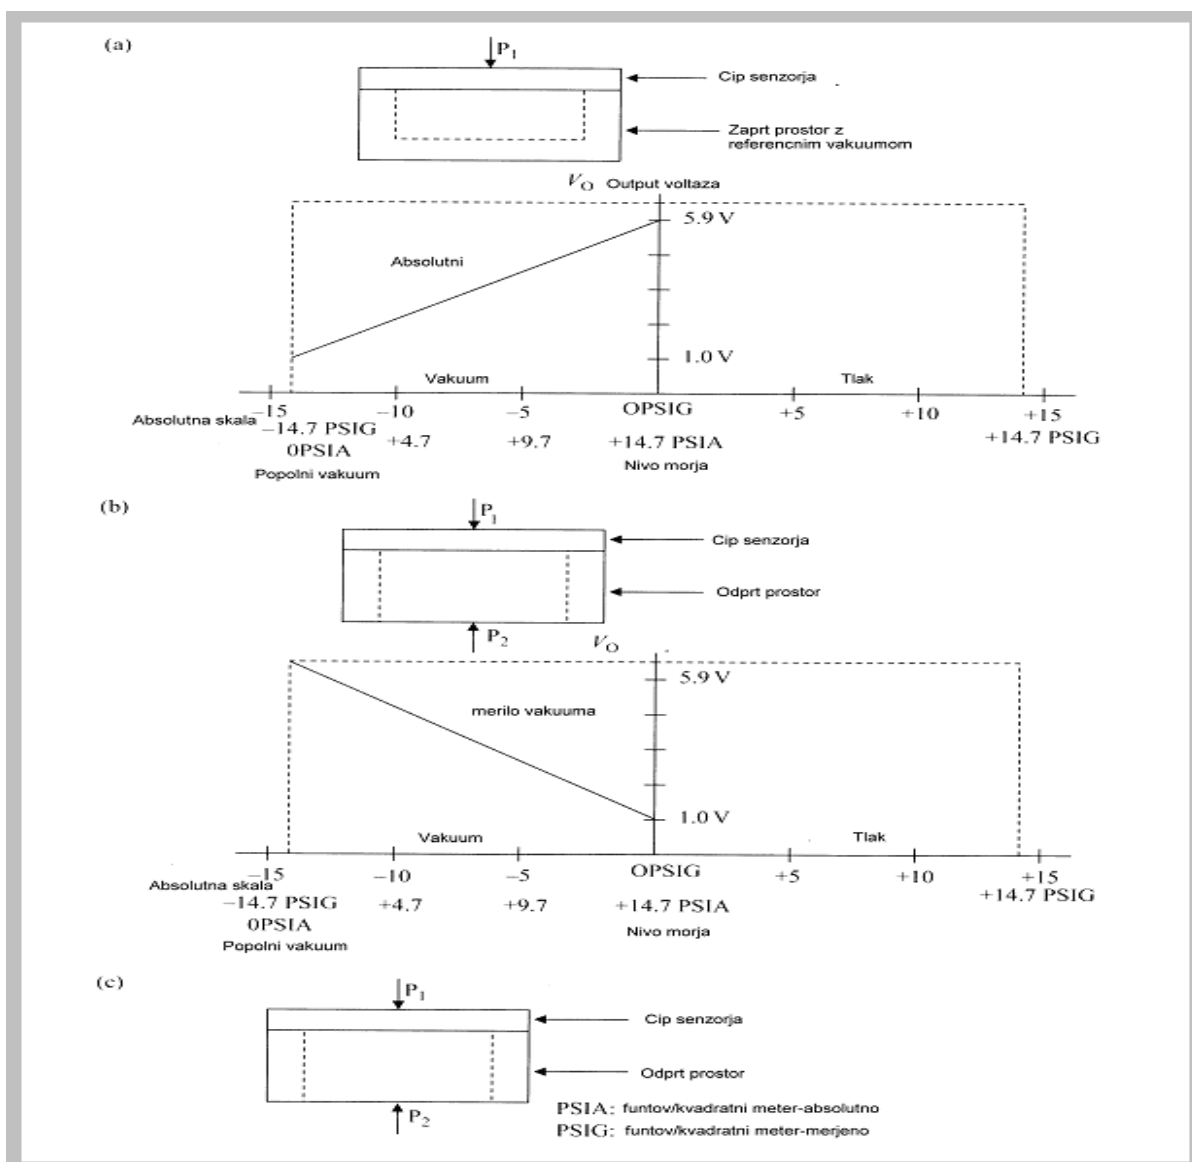 (a)
P1
Cip senzorja
Zaprt prostor z
referencnim vakuumom
VO Output voltaza
5.9 V
Absolutni
1.0 V
Vakuum
Tlak
–15 –10 –5 OPSIG +5 +10 +15
Absolutna skala –14.7 PSIG +4.7 +9.7 +14.7 PSIA +14.7 PSIG
0PSIA
Popolni vakuum
Nivo morja
(b)
P1
Cip senzorja
Odprt prostor
P2
VO
5.9 V
merilo vakuuma
1.0 V
Vakuum
Tlak
–15 –10 –5 OPSIG +5 +10 +15
Absolutna skala
–14.7 PSIG +4.7 +9.7 +14.7 PSIA +14.7 PSIG
0PSIA
Popolni vakuum
Nivo morja
(c)
P1
Cip senzorja
Odprt prostor
P2
PSIA: funtov/kvadratni meter-absolutno
PSIG: funtov/kvadratni meter-merjeno